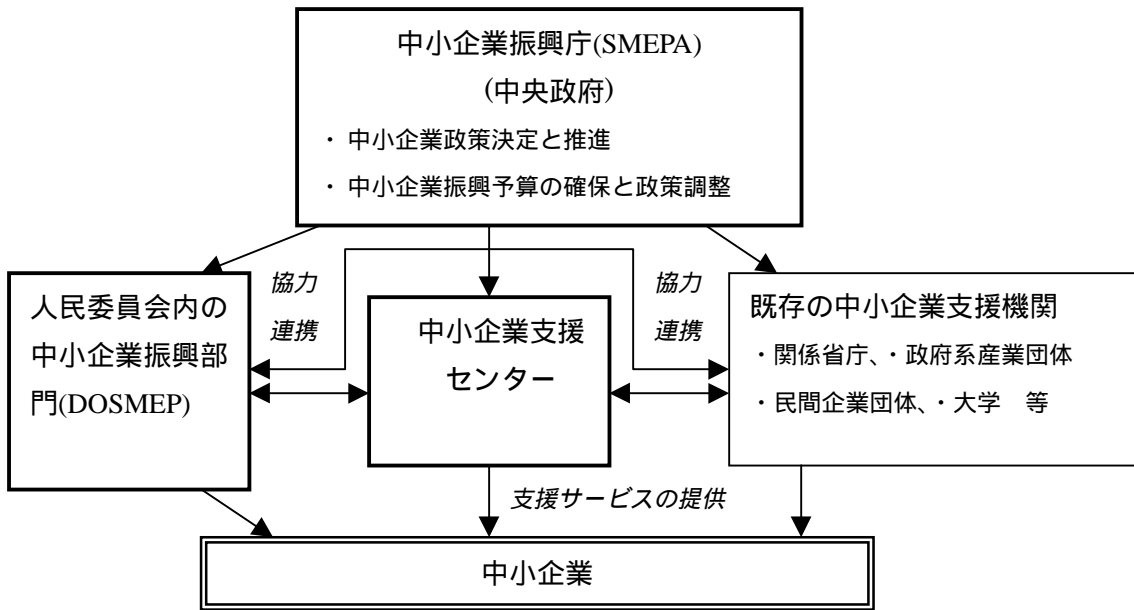 中小企業振興庁(SMEPA)
(中央政府)
・ 中小企業政策決定と推進
・ 中小企業振興予算の確保と政策調整
人民委員会内の
中小企業振興部
門(DOSMEP)
協力
連携
中小企業支援
センター
協力
連携
既存の中小企業支援機関
・関係省庁、・政府系産業団体
・民間企業団体、・大学　等
支援サービスの提供
中小企業